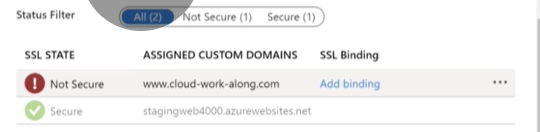 Status Filter All (2) Not Secure (1) Secure (1)
SSL STATE ASSIGNED CUSTOM DOMAINS SSL Binding
Not Secure www.cloud-work-along.com Add binding ...
Secure stagingweb4000.azurewebsites.net